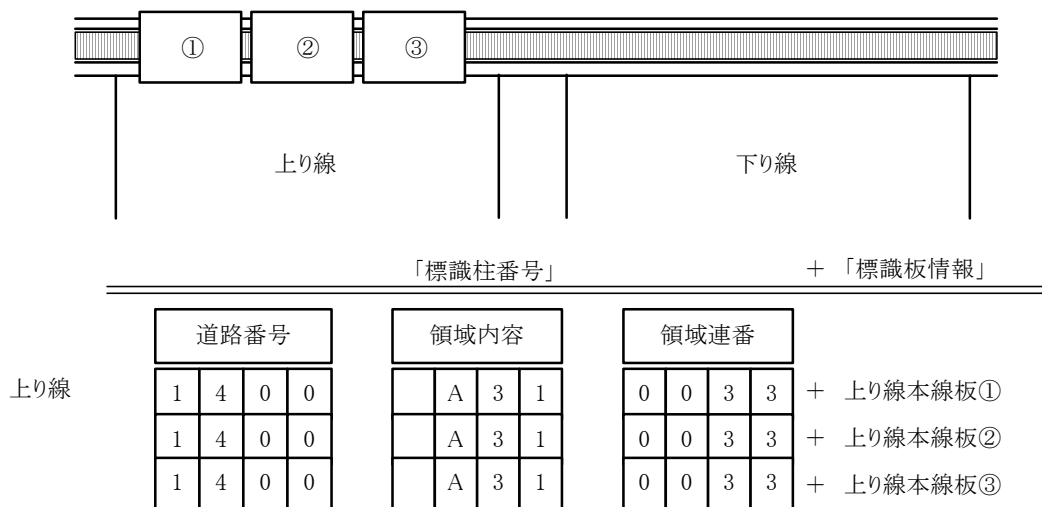 ① ② ③
上り線 下り線
「標識柱番号」 + 「標識板情報」
道路番号 領域内容 領域連番
上り線 1 4 0 0 A 3 1 0 0 3 3 + 上り線本線板①
1 4 0 0 A 3 1 0 0 3 3 + 上り線本線板②
1 4 0 0 A 3 1 0 0 3 3 + 上り線本線板③